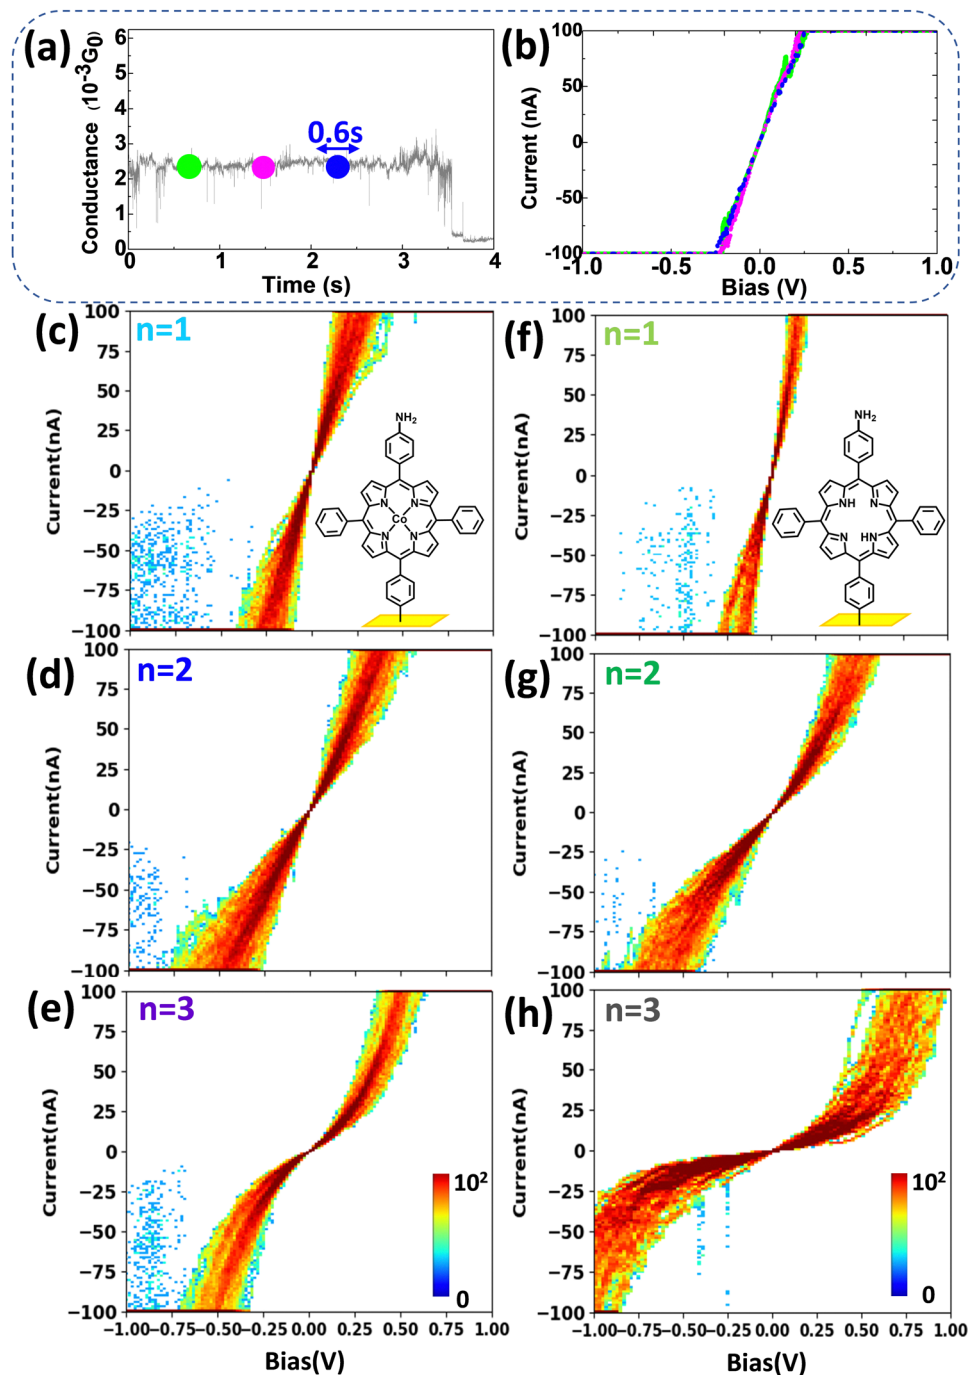 (a)
Conductance (10⁻³G₀)
6
5
4
3
2
1
0
0.6s
0 1 2 3 4
Time (s)
(b)
Current (nA)
100
50
0
-50
-100
-1.0 -0.5 0.0 0.5 1.0
Bias (V)
(c)
n=1
Current(nA)
100
75
50
25
0
−25
−50
−75
−100
NH₂
N N
Co
N N
(f)
n=1
Current(nA)
100
75
50
25
0
−25
−50
−75
−100
NH₂
NH N
N HN
(d)
n=2
Current(nA)
100
75
50
25
0
−25
−50
−75
−100
(g)
n=2
Current(nA)
100
75
50
25
0
−25
−50
−75
−100
(e)
n=3
Current(nA)
100
75
50
25
0
−25
−50
−75
−100
10²
0
−1.00 −0.75 −0.50 −0.25 0.00 0.25 0.50 0.75 1.00
Bias(V)
(h)
n=3
Current(nA)
100
75
50
25
0
−25
−50
−75
−100
10²
0
−1.00 −0.75 −0.50 −0.25 0.00 0.25 0.50 0.75 1.00
Bias(V)